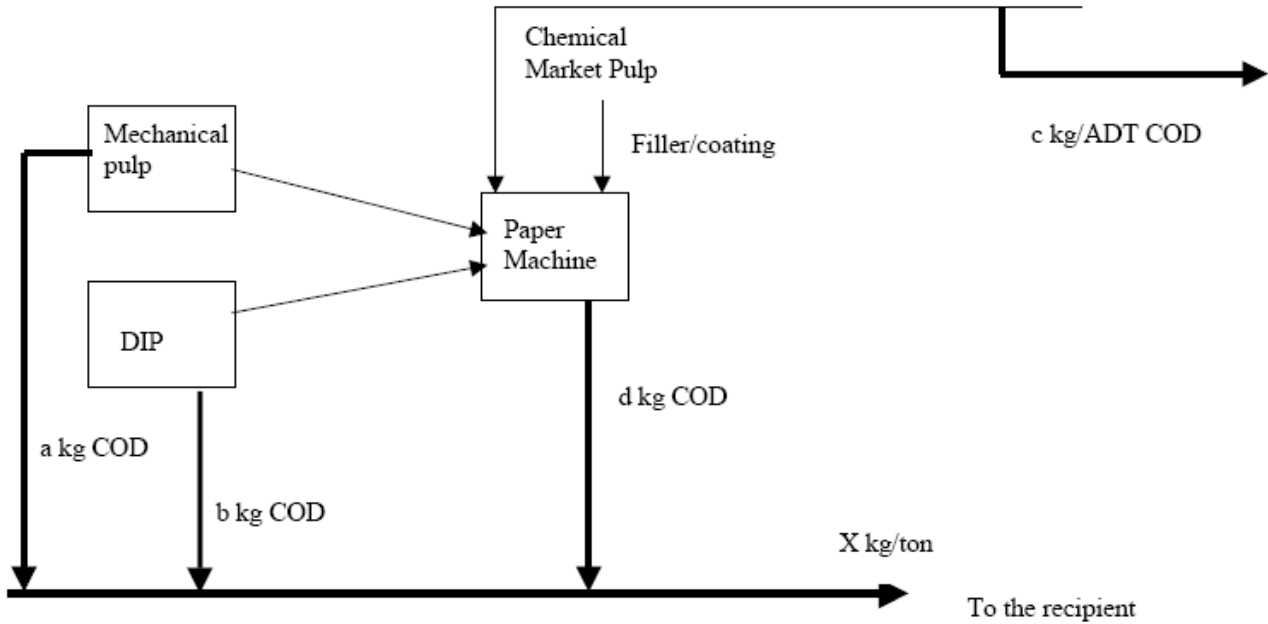 Chemical
Market Pulp
c kg/ADT COD
Mechanical
pulp
Filler/coating
Paper
Machine
DIP
d kg COD
a kg COD
b kg COD
X kg/ton
To the recipient